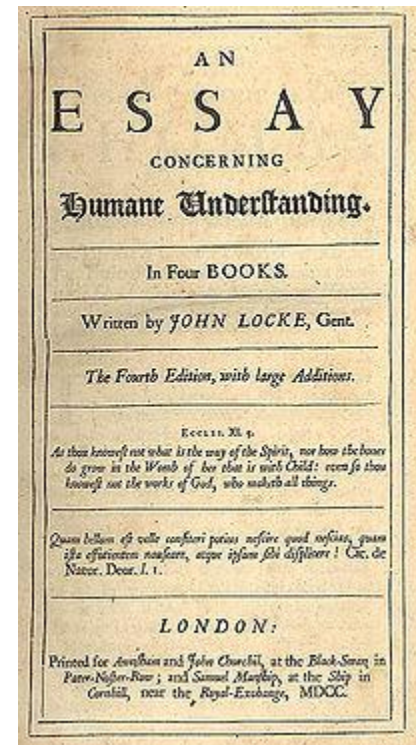 AN
ESSAY
CONCERNING
Humane Understanding.
In Four BOOKS.
Written by JOHN LOCKE, Gent.
The Fourth Edition, with large Additions.
ECCLES. XI. 5.
As thou knowest not what is the way of the Spirit, nor how the bones
do grow in the Womb of her that is with Child: even so thou
knowest not the works of God, who maketh all things.
Quam bellum est velle confiteri potius nescire quod nescias, quam
ista effutientem nauseare, atque ipsum sibi displicere! Cic. de
Natur. Deor. l. 1.
LONDON:
Printed for Awnsham and John Churchil, at the Black-Swan in
Pater-Noster-Row; and Samuel Manship, at the Ship in
Cornhill, near the Royal-Exchange, MDCC.